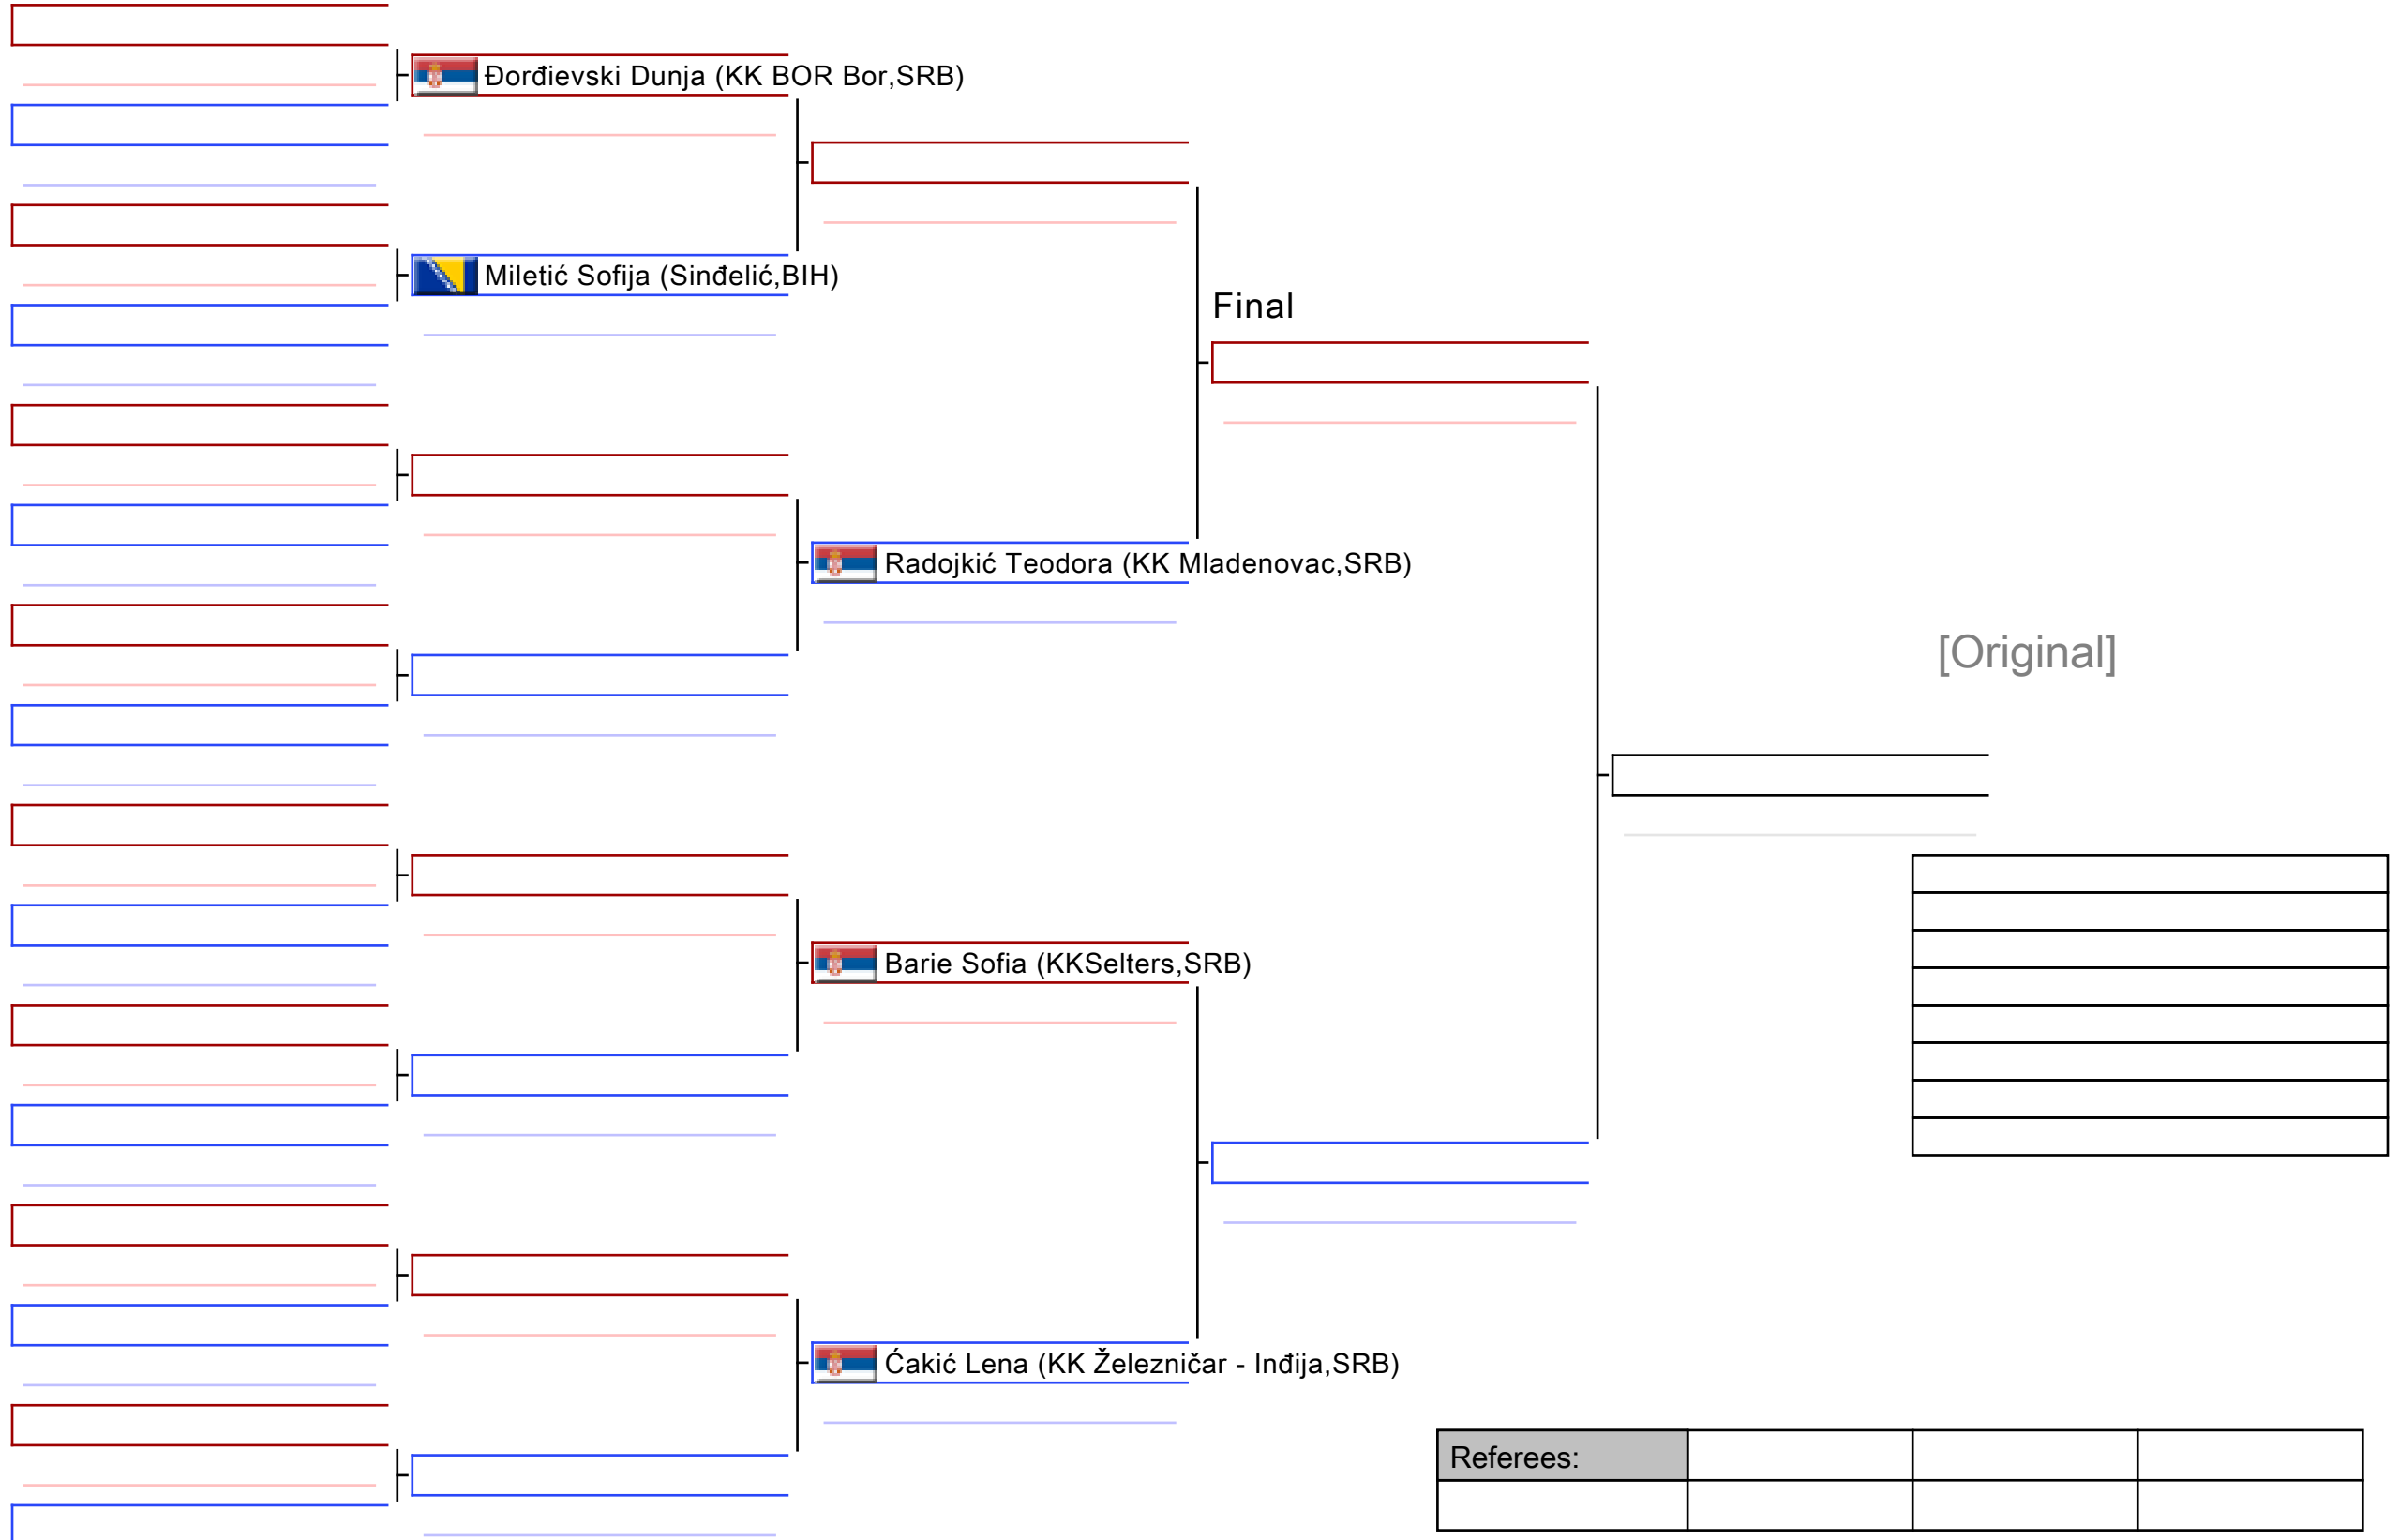 Đorđievski Dunja (KK BOR Bor,SRB)
Miletić Sofija (Sinđelić,BIH)
Final
Radojkić Teodora (KK Mladenovac,SRB)
[Original]
Barie Sofia (KKSelters,SRB)
Ćakić Lena (KK Železničar - Inđija,SRB)
Referees: